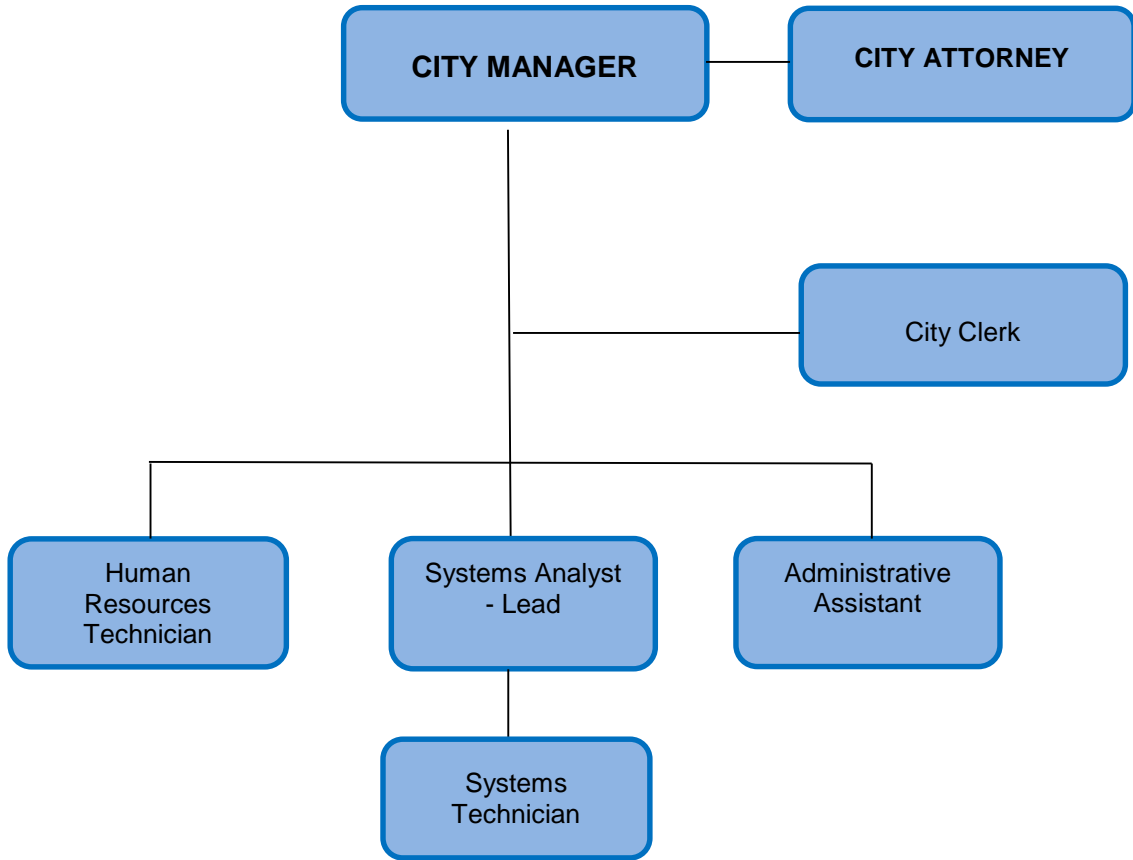 CITY MANAGER
CITY ATTORNEY
City Clerk
Human
Resources
Technician
Systems Analyst
- Lead
Administrative
Assistant
Systems
Technician